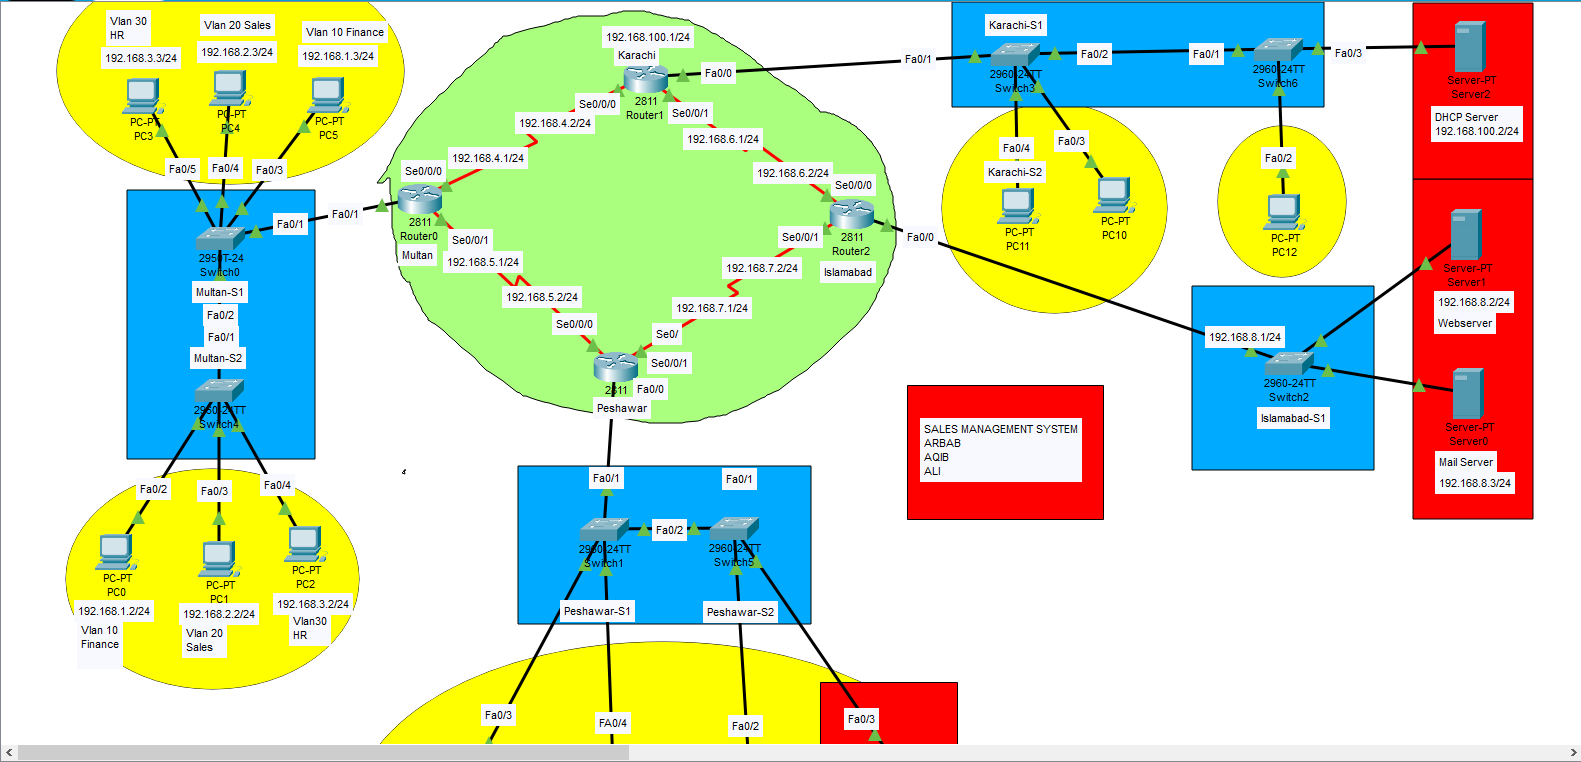 Vlan 30
HR
192.168.3.3/24
Vlan 20 Sales
192.168.2.3/24
Vlan 10 Finance
192.168.1.3/24
PC-PT
PC3
PC-PT
PC4
PC-PT
PC5
Fa0/5
Fa0/4
Fa0/3
Fa0/1
Fa0/1
2950T-24
Switch0
Multan-S1
Fa0/2
Fa0/1
Multan-S2
2960-24TT
Switch4
Fa0/2
Fa0/3
Fa0/4
PC-PT
PC0
192.168.1.2/24
Vlan 10
Finance
PC-PT
PC1
192.168.2.2/24
Vlan 20
Sales
PC-PT
PC2
192.168.3.2/24
Vlan30
HR
192.168.100.1/24
Karachi
2811
Router1
Fa0/0
Se0/0/0
192.168.4.2/24
Se0/0/1
192.168.6.1/24
192.168.4.1/24
Se0/0/0
2811
Router0
Multan
Se0/0/1
192.168.5.1/24
192.168.5.2/24
Se0/0/0
192.168.6.2/24
Se0/0/0
Se0/0/1
2811
Router2
Islamabad
Fa0/0
192.168.7.2/24
192.168.7.1/24
Se0/
Se0/0/1
2811
Fa0/0
Peshawar
4
Fa0/1
Fa0/1
Fa0/2
2960-24TT
Switch1
2960-24TT
Switch5
Peshawar-S1
Peshawar-S2
Fa0/3
FA0/4
Fa0/2
Fa0/3
Karachi-S1
Fa0/1
2960-24TT
Switch3
Fa0/2
Fa0/1
2960-24TT
Switch6
Fa0/3
Fa0/4
Fa0/3
Karachi-S2
PC-PT
PC11
PC-PT
PC10
Fa0/2
PC-PT
PC12
Server-PT
Server2
DHCP Server
192.168.100.2/24
Server-PT
Server1
192.168.8.2/24
Webserver
192.168.8.1/24
2960-24TT
Switch2
Islamabad-S1
Server-PT
Server0
Mail Server
192.168.8.3/24
SALES MANAGEMENT SYSTEM
ARBAB
AQIB
ALI